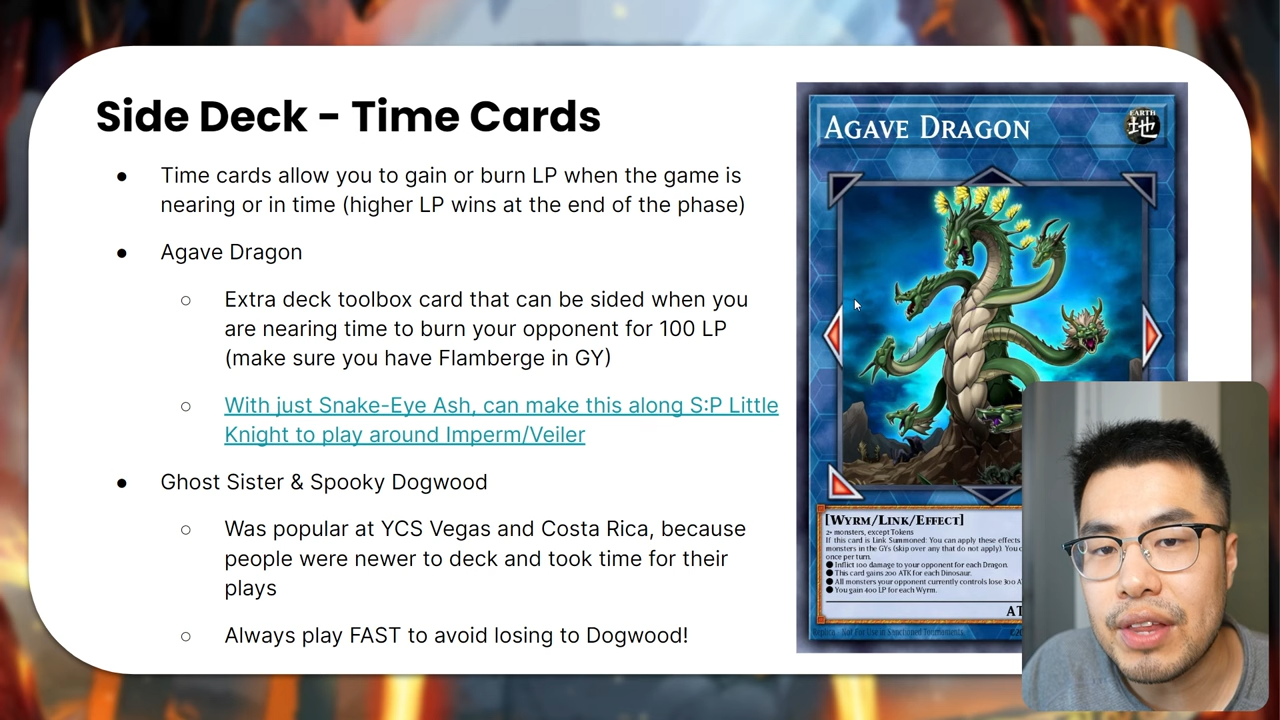 Side Deck - Time Cards
● Time cards allow you to gain or burn LP when the game is
nearing or in time (higher LP wins at the end of the phase)
● Agave Dragon
○ Extra deck toolbox card that can be sided when you
are nearing time to burn your opponent for 100 LP
(make sure you have Flamberge in GY)
○ With just Snake-Eye Ash, can make this along S:P Little
Knight to play around Imperm/Veiler
● Ghost Sister & Spooky Dogwood
○ Was popular at YCS Vegas and Costa Rica, because
people were newer to deck and took time for their
plays
○ Always play FAST to avoid losing to Dogwood!
AGAVE DRAGON
EARTH
地
[WYRM/LINK/EFFECT]
2+ monsters, except Tokens
If this card is Link Summoned: You can apply these effects
monsters in the GYs (skip over any that do not apply). You c
once per turn.
● Inflict 100 damage to your opponent for each Dragon.
● This card gains 200 ATK for each Dinosaur.
● All monsters your opponent currently controls lose 300 A
● You gain 400 LP for each Wyrm.
AT
Replica - Not For Use in Sanctioned Tournaments